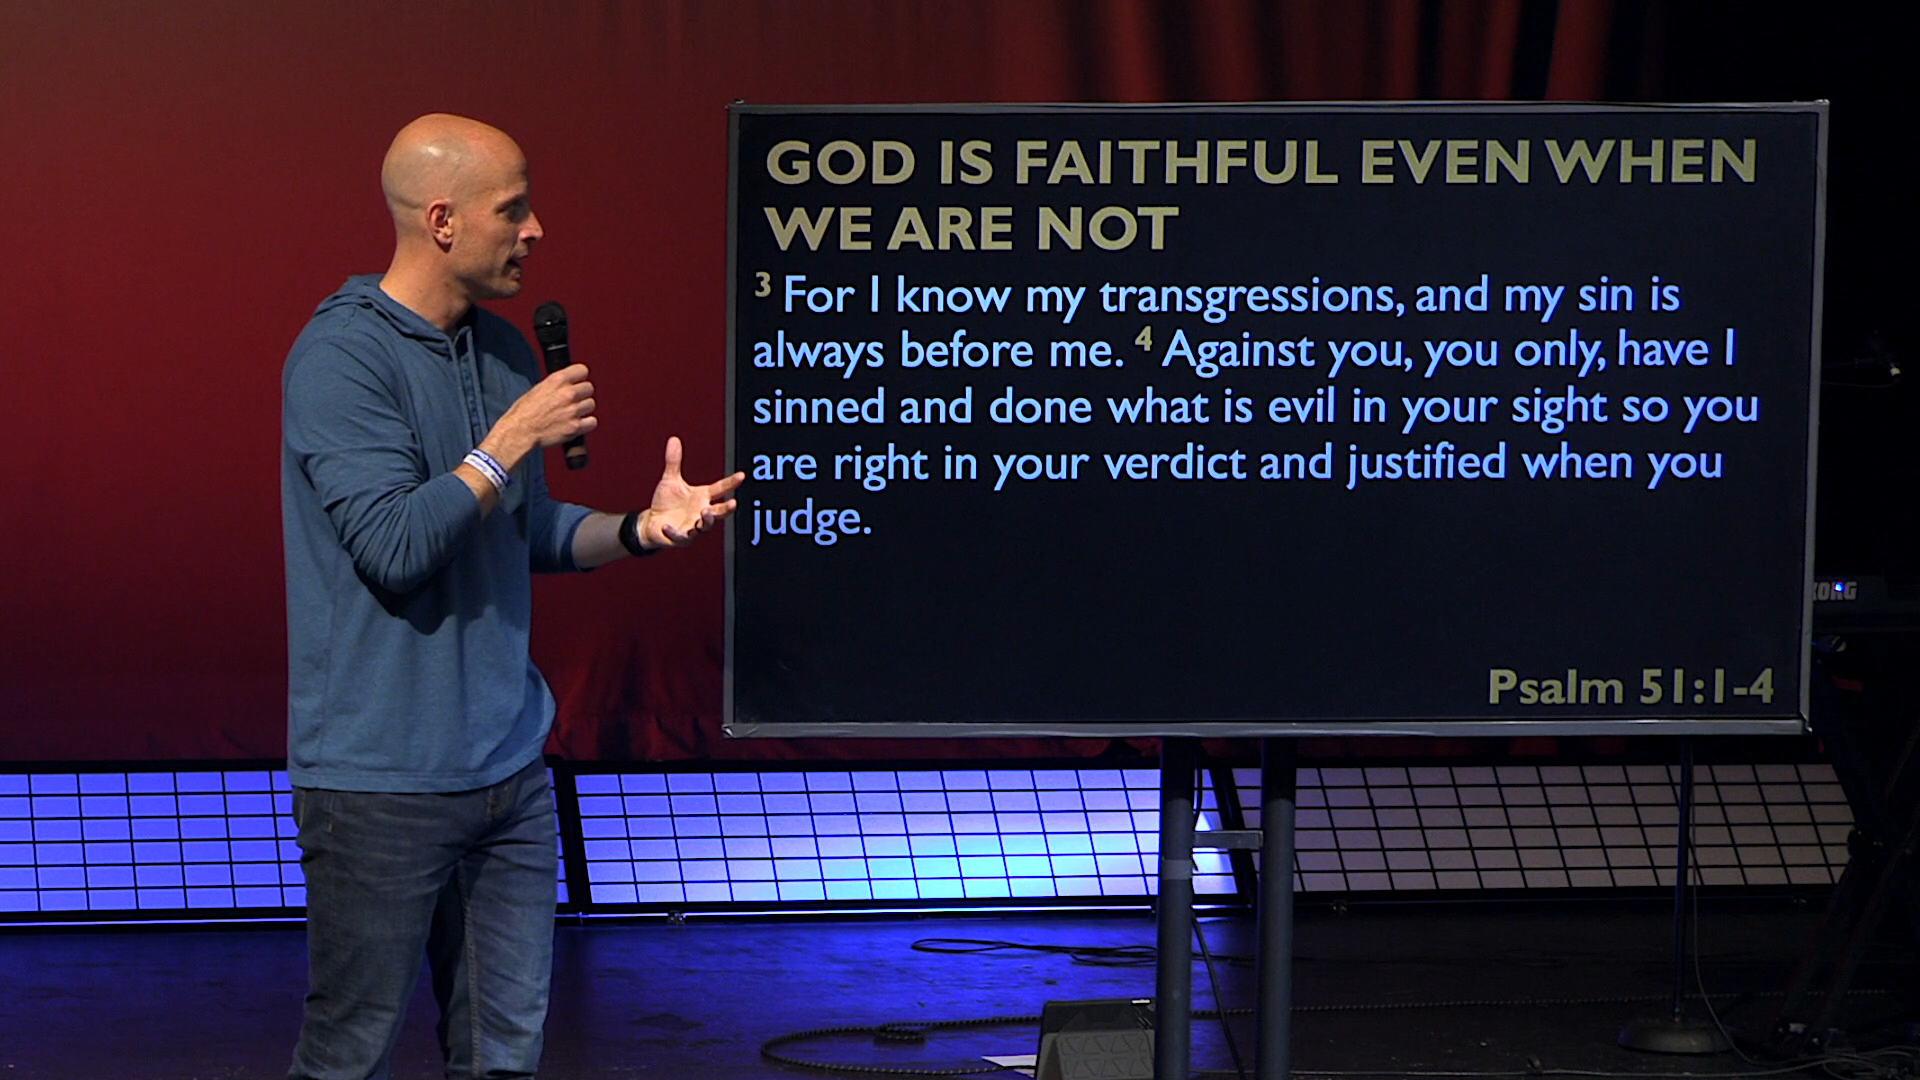 GOD IS FAITHFUL EVEN WHEN
WE ARE NOT
3 For I know my transgressions, and my sin is
always before me. 4 Against you, you only, have I
sinned and done what is evil in your sight so you
are right in your verdict and justified when you
judge.
Psalm 51:1-4
KORG